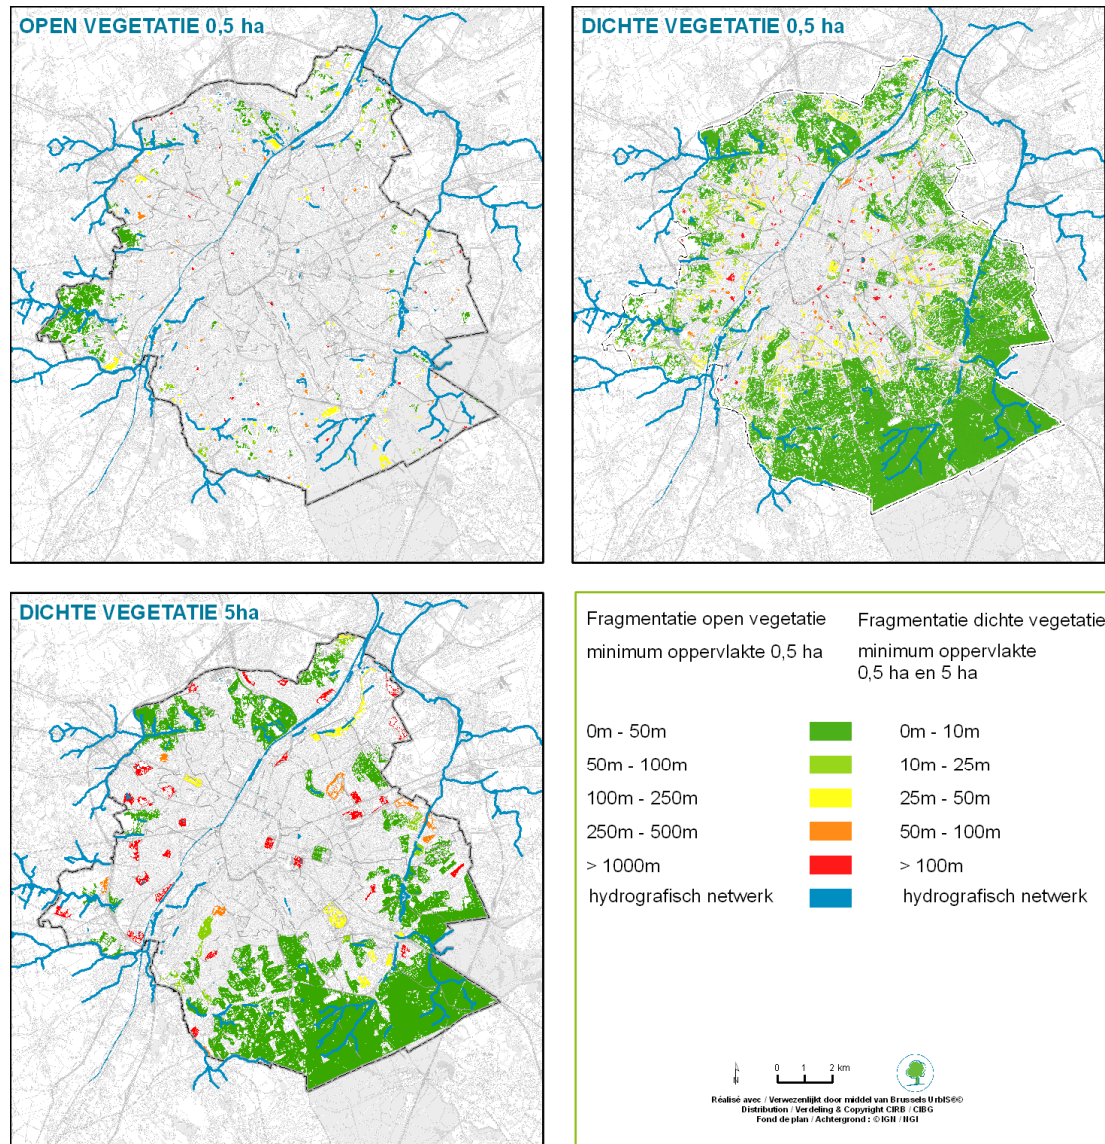 OPEN VEGETATIE 0,5 ha
DICHTE VEGETATIE 0,5 ha
DICHTE VEGETATIE 5ha
Fragmentatie open vegetatie
minimum oppervlakte 0,5 ha
Fragmentatie dichte vegetatie
minimum oppervlakte
0,5 ha en 5 ha
0m - 50m
0m - 10m
50m - 100m
10m - 25m
100m - 250m
25m - 50m
250m - 500m
50m - 100m
> 1000m
> 100m
hydrografisch netwerk
hydrografisch netwerk
N
0 1 2 km
Réalisé avec / Verwezenlijkt door middel van Brussels UrbIS®©
Distribution / Verdeling & Copyright CIRB / CIBG
Fond de plan / Achtergrond : © IGN / NGI